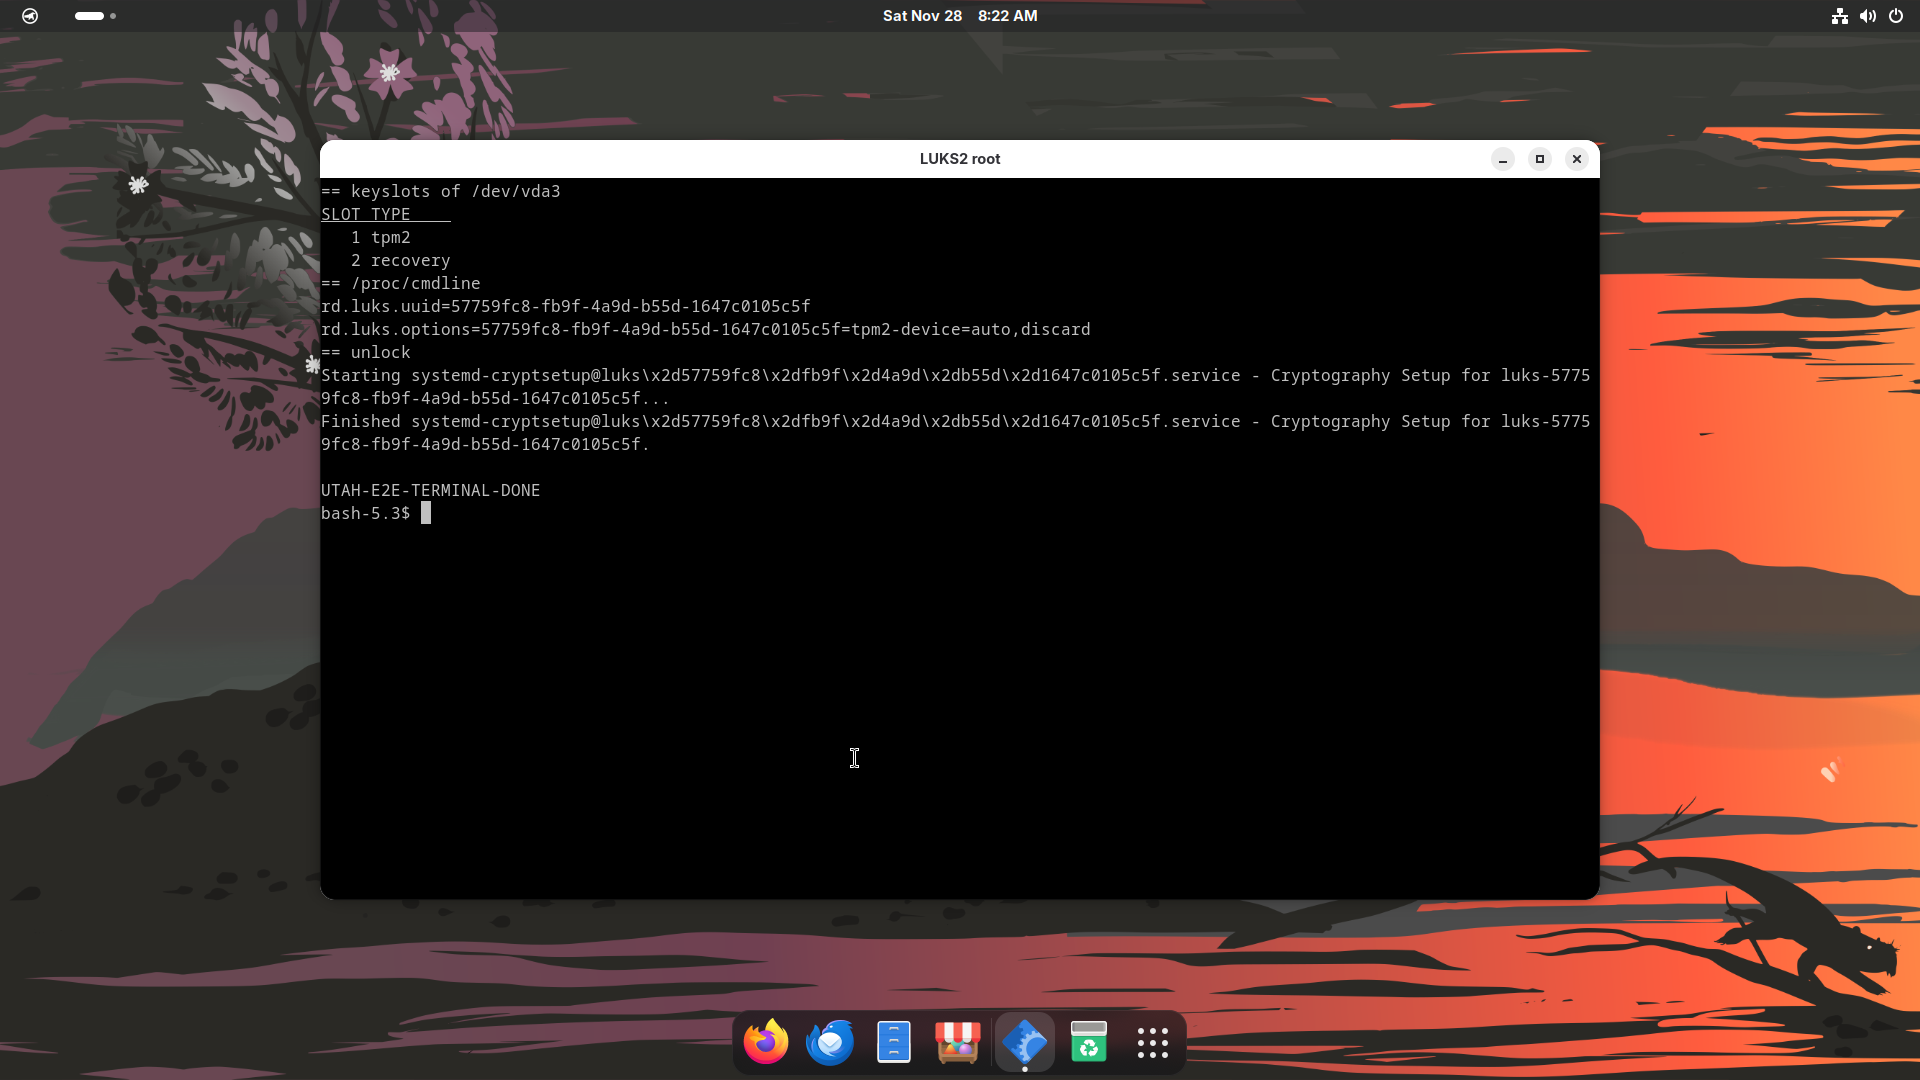 Sat Nov 28 8:22 AM
LUKS2 root
== keyslots of /dev/vda3
SLOT TYPE
1 tpm2
2 recovery
== /proc/cmdline
rd.luks.uuid=57759fc8-fb9f-4a9d-b55d-1647c0105c5f
rd.luks.options=57759fc8-fb9f-4a9d-b55d-1647c0105c5f=tpm2-device=auto,discard
== unlock
Starting systemd-cryptsetup@luks\x2d57759fc8\x2dfb9f\x2d4a9d\x2db55d\x2d1647c0105c5f.service - Cryptography Setup for luks-5775
9fc8-fb9f-4a9d-b55d-1647c0105c5f...
Finished systemd-cryptsetup@luks\x2d57759fc8\x2dfb9f\x2d4a9d\x2db55d\x2d1647c0105c5f.service - Cryptography Setup for luks-5775
9fc8-fb9f-4a9d-b55d-1647c0105c5f.
UTAH-E2E-TERMINAL-DONE
bash-5.3$